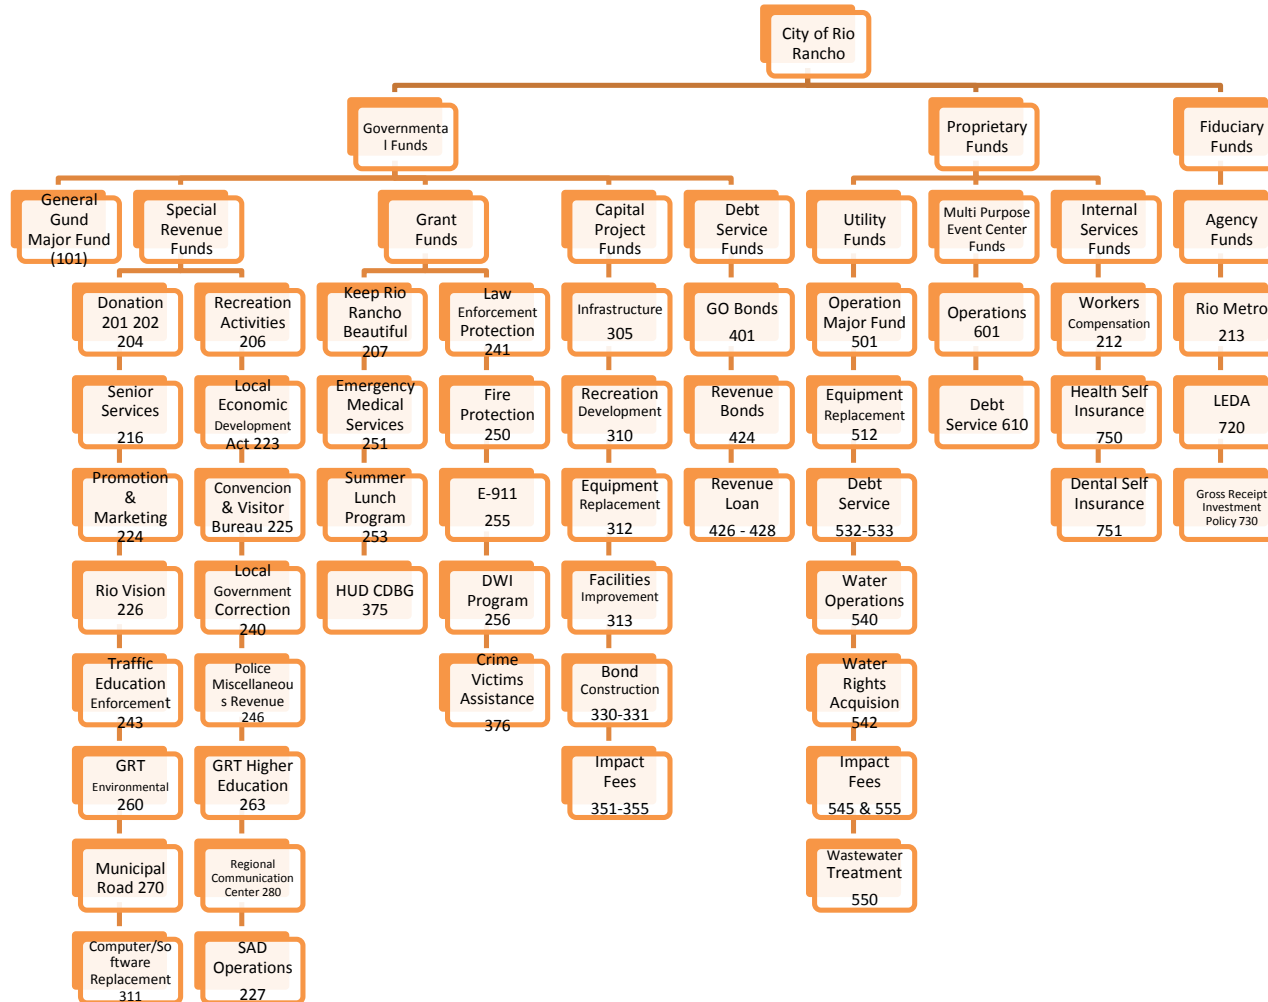 City of Rio
Rancho
Governmenta
l Funds
Proprietary
Funds
Fiduciary
Funds
General
Gund
Major Fund
(101)
Special
Revenue
Funds
Grant
Funds
Capital
Project
Funds
Debt
Service
Funds
Utility
Funds
Multi Purpose
Event Center
Funds
Internal
Services
Funds
Agency
Funds
Donation
201 202
204
Recreation
Activities
206
Keep Rio
Rancho
Beautiful
207
Law
Enforcement
Protection
241
Infrastructure
305
GO Bonds
401
Operation
Major Fund
501
Operations
601
Workers
Compensation
212
Rio Metro
213
Senior
Services
216
Local
Economic
Development
Act 223
Emergency
Medical
Services
251
Fire
Protection
250
Recreation
Development
310
Revenue
Bonds
424
Equipment
Replacement
512
Debt
Service 610
Health Self
Insurance
750
LEDA
720
Promotion
&
Marketing
224
Convencion
& Visitor
Bureau 225
Summer
Lunch
Program
253
E-911
255
Equipment
Replacement
312
Revenue
Loan
426 - 428
Debt
Service
532-533
Dental Self
Insurance
751
Gross Receipt
Investment
Policy 730
Rio Vision
226
Local
Government
Correction
240
HUD CDBG
375
DWI
Program
256
Facilities
Improvement
313
Water
Operations
540
Traffic
Education
Enforcement
243
Police
Miscellaneou
s Revenue
246
Crime
Victims
Assistance
376
Bond
Construction
330-331
Water
Rights
Acquision
542
GRT
Environmental
260
GRT Higher
Education
263
Impact
Fees
351-355
Impact
Fees
545 & 555
Municipal
Road 270
Regional
Communication
Center 280
Wastewater
Treatment
550
Computer/So
ftware
Replacement
311
SAD
Operations
227